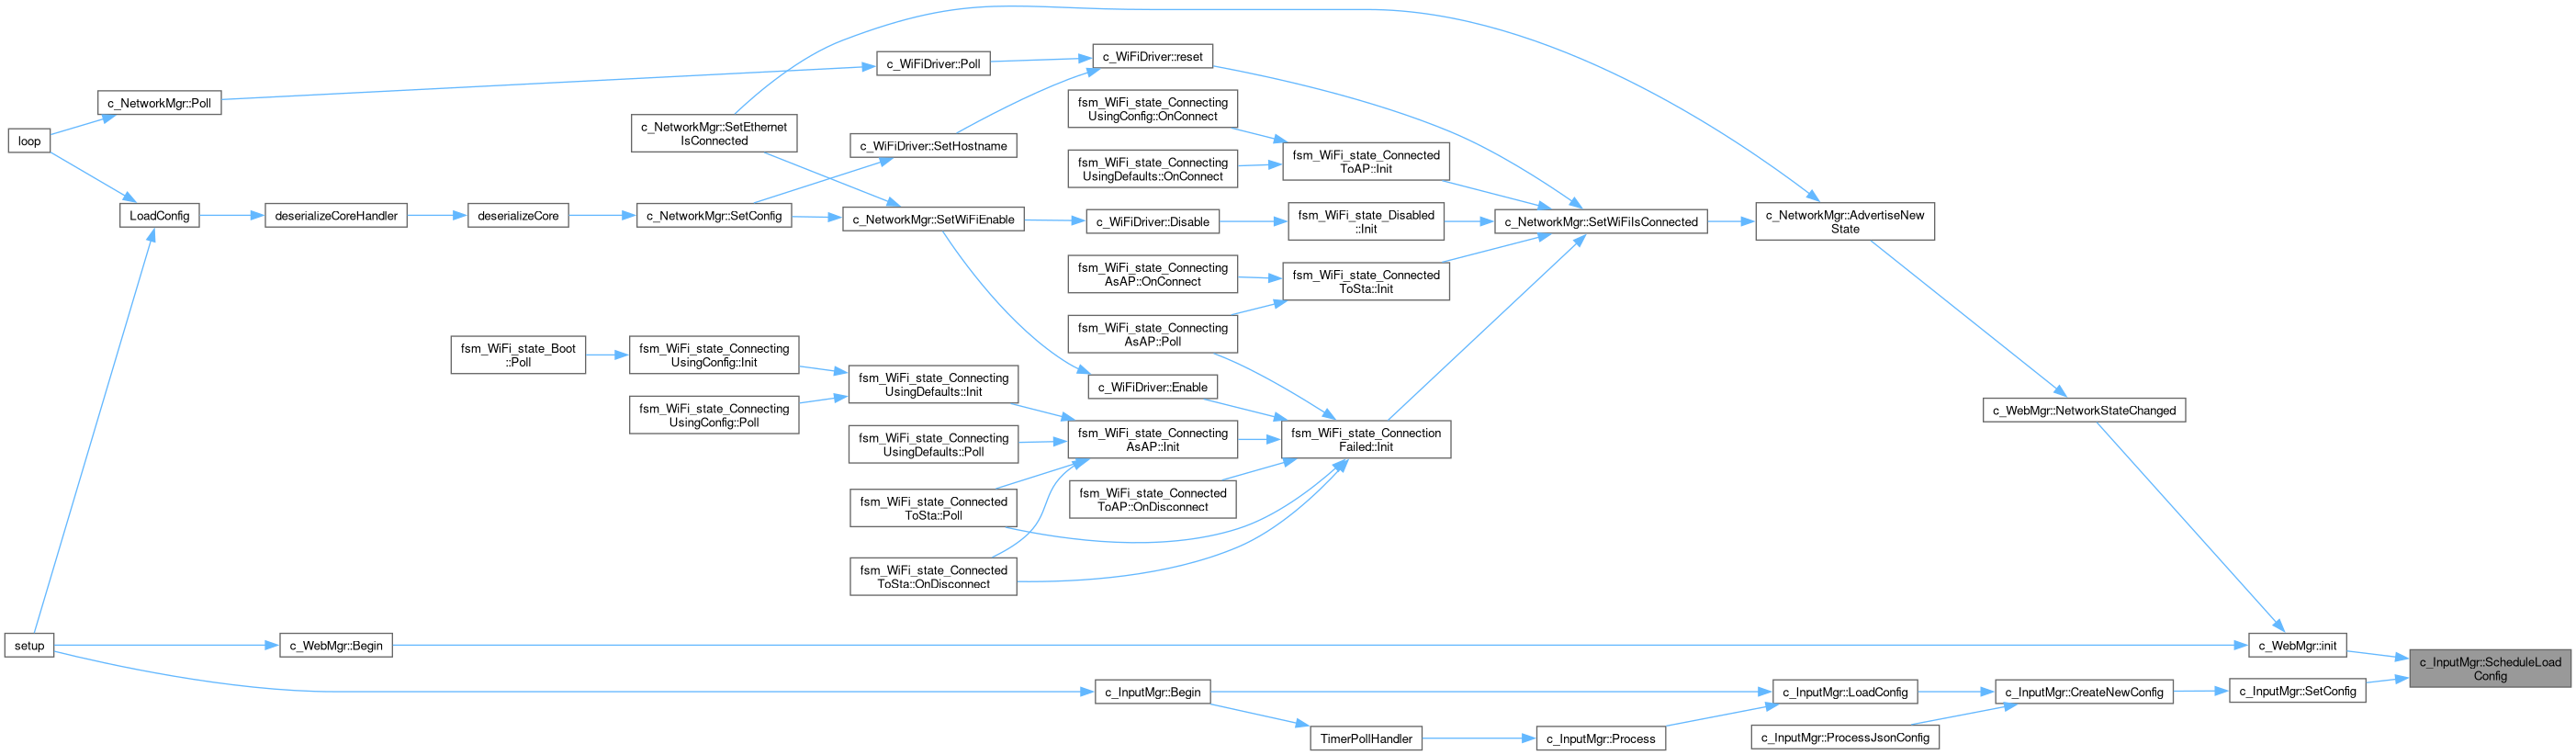 loop
c_NetworkMgr::Poll
LoadConfig
setup
deserializeCoreHandler
c_WebMgr::Begin
deserializeCore
fsm_WiFi_state_Boot
::Poll
c_NetworkMgr::SetEthernet
IsConnected
c_NetworkMgr::SetConfig
fsm_WiFi_state_Connecting
UsingConfig::Init
fsm_WiFi_state_Connecting
UsingConfig::Poll
c_WiFiDriver::Poll
c_WiFiDriver::SetHostname
c_NetworkMgr::SetWiFiEnable
fsm_WiFi_state_Connecting
UsingDefaults::Init
fsm_WiFi_state_Connecting
UsingDefaults::Poll
fsm_WiFi_state_Connected
ToSta::Poll
fsm_WiFi_state_Connected
ToSta::OnDisconnect
c_WiFiDriver::reset
fsm_WiFi_state_Connecting
UsingConfig::OnConnect
fsm_WiFi_state_Connecting
UsingDefaults::OnConnect
c_WiFiDriver::Disable
fsm_WiFi_state_Connecting
AsAP::OnConnect
fsm_WiFi_state_Connecting
AsAP::Poll
c_WiFiDriver::Enable
fsm_WiFi_state_Connecting
AsAP::Init
fsm_WiFi_state_Connected
ToAP::OnDisconnect
c_InputMgr::Begin
fsm_WiFi_state_Connected
ToAP::Init
fsm_WiFi_state_Disabled
::Init
fsm_WiFi_state_Connected
ToSta::Init
fsm_WiFi_state_Connection
Failed::Init
TimerPollHandler
c_NetworkMgr::SetWiFiIsConnected
c_InputMgr::Process
c_NetworkMgr::AdvertiseNew
State
c_InputMgr::LoadConfig
c_InputMgr::ProcessJsonConfig
c_WebMgr::NetworkStateChanged
c_InputMgr::CreateNewConfig
c_WebMgr::init
c_InputMgr::SetConfig
c_InputMgr::ScheduleLoad
Config